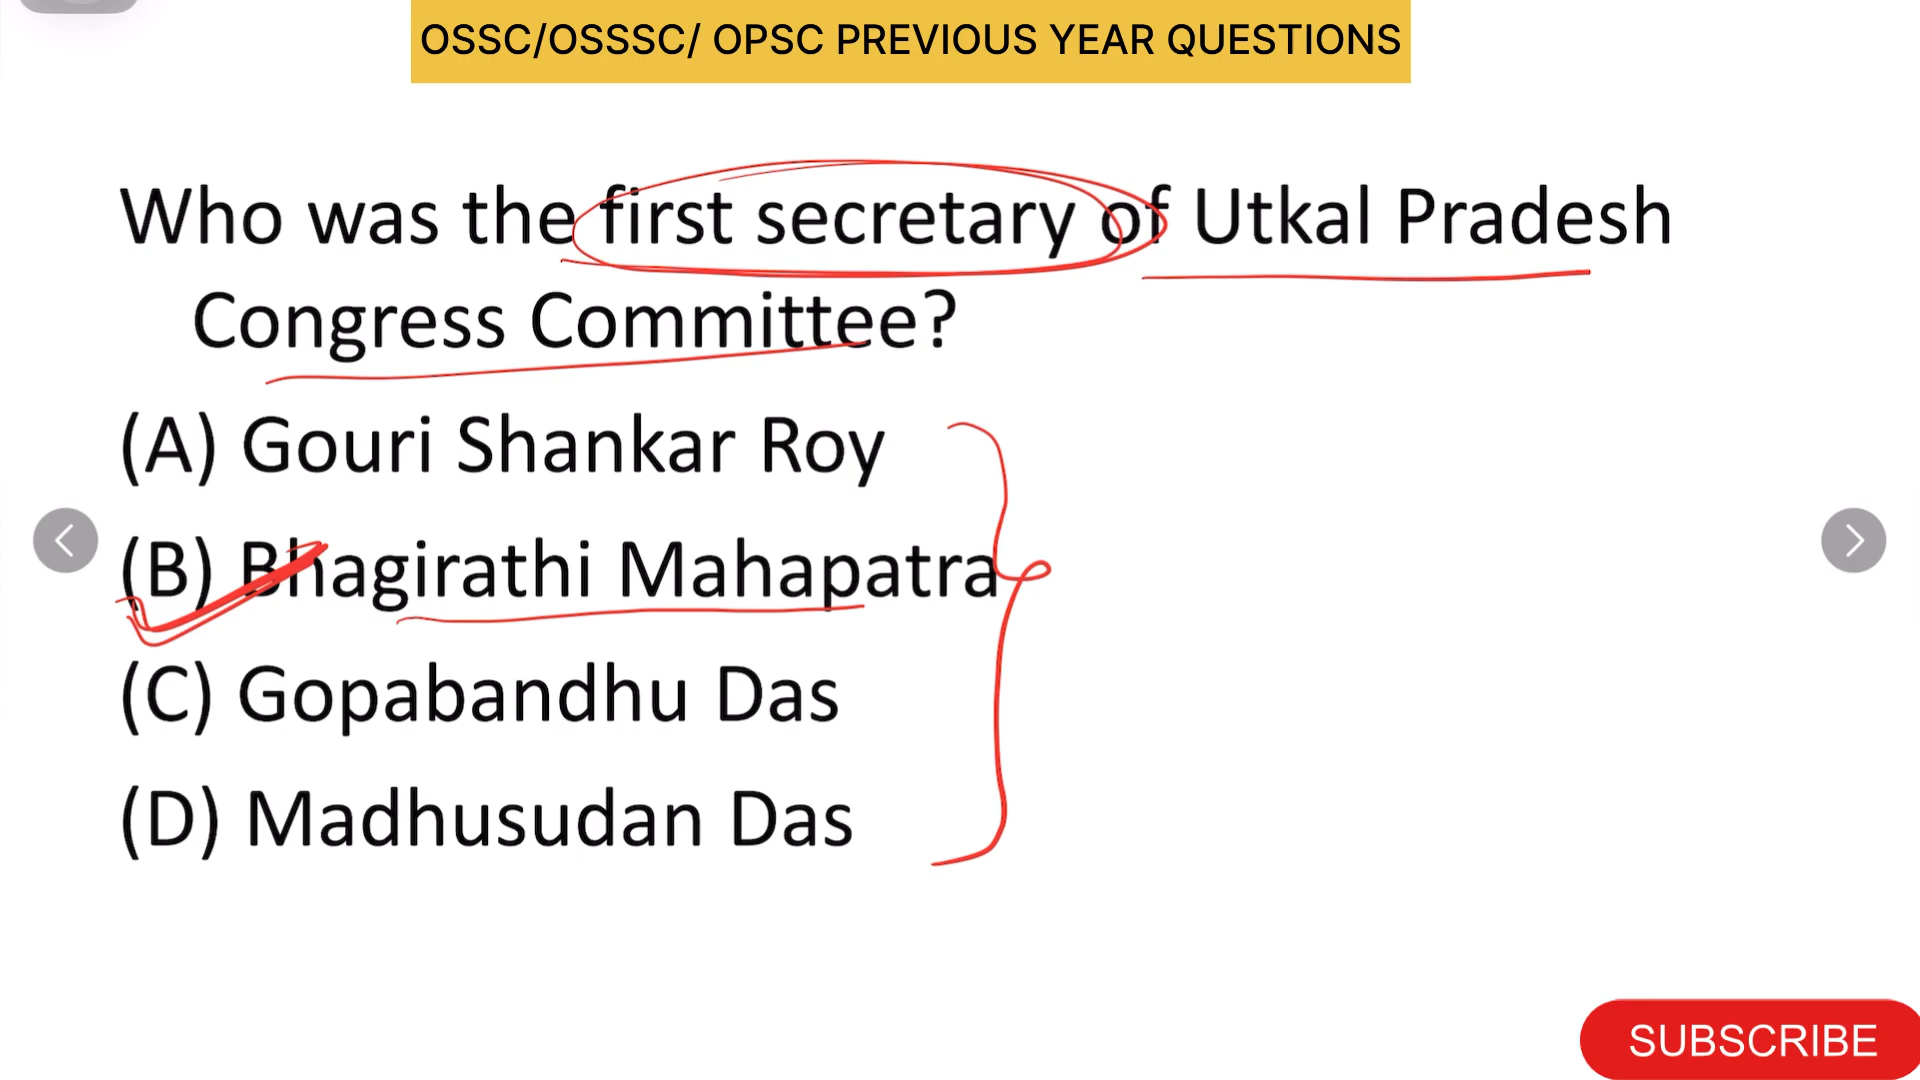 OSSC/OSSSC/ OPSC PREVIOUS YEAR QUESTIONS
Who was the first secretary of Utkal Pradesh
Congress Committee?
(A) Gouri Shankar Roy
(B) Bhagirathi Mahapatra
(C) Gopabandhu Das
(D) Madhusudan Das
SUBSCRIBE